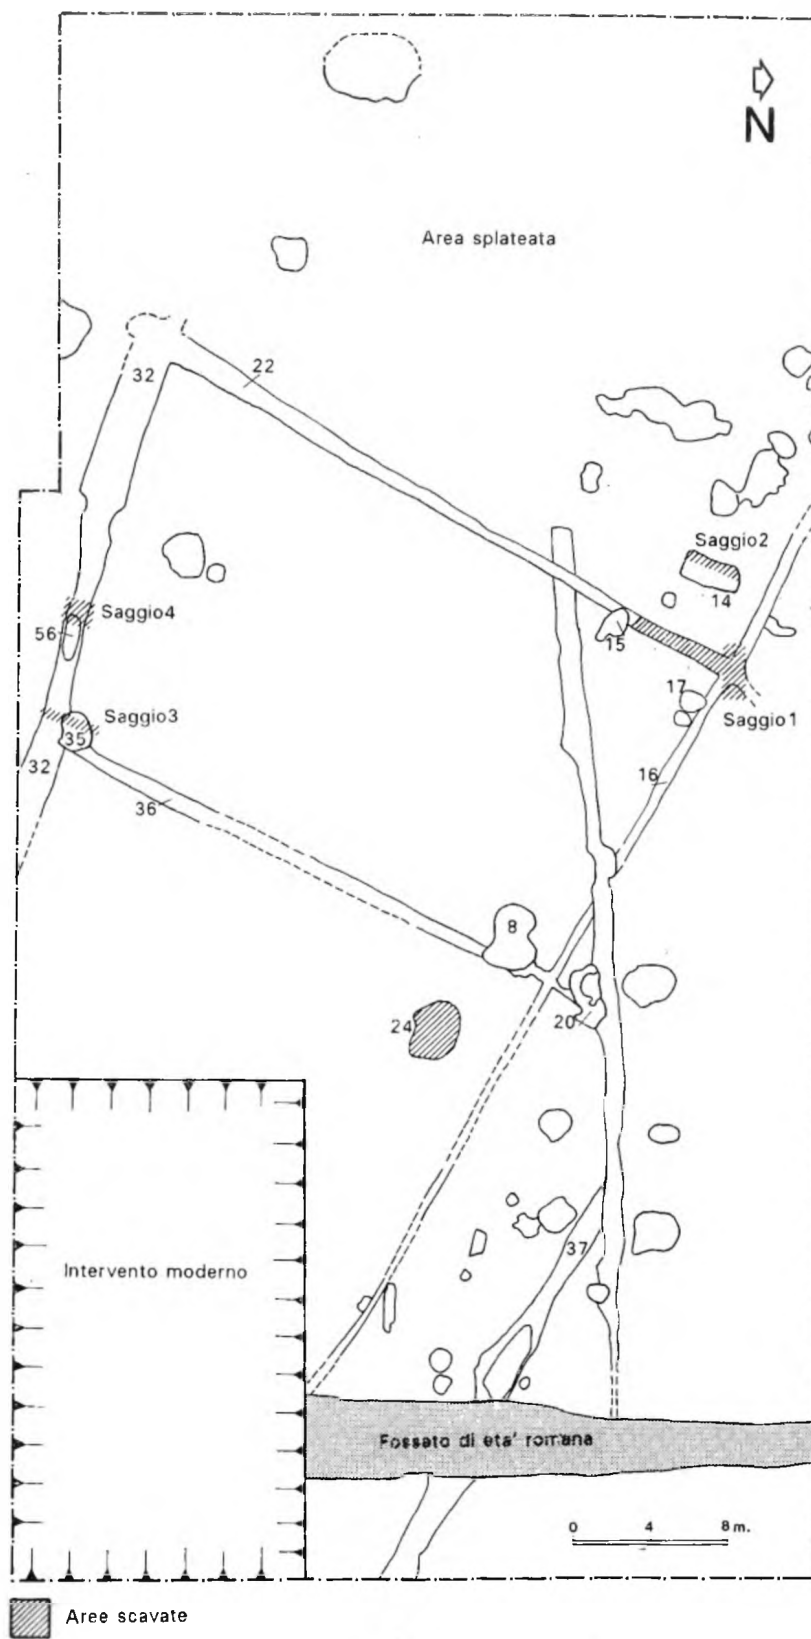 N
Area splateata
22
32
Saggio2
14
Saggio4
56
15
17
Saggio1
Saggio3
35
32
16
36
8
24
20
37
Intervento moderno
Fossato di eta' romana
0 4 8 m.
Aree scavate